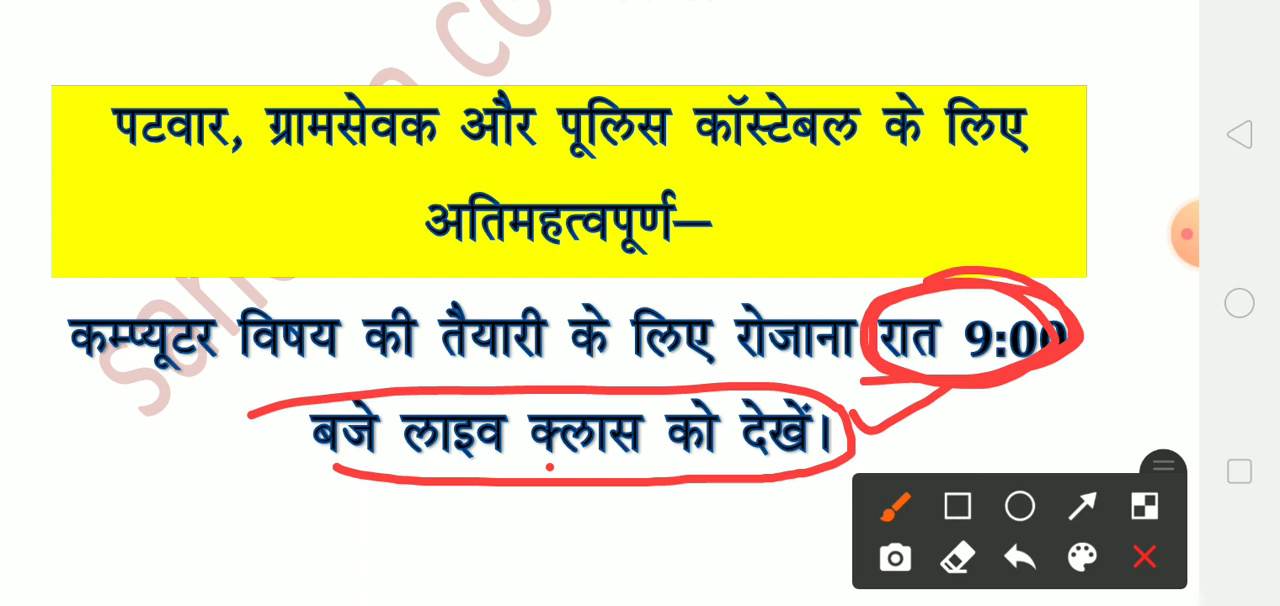 पटवार, ग्रामसेवक और पूलिस कॉस्टेबल के लिए
अतिमहत्वपूर्ण—
कम्प्यूटर विषय की तैयारी के लिए रोजाना रात 9:00
बजे लाइव क्लास को देखें।